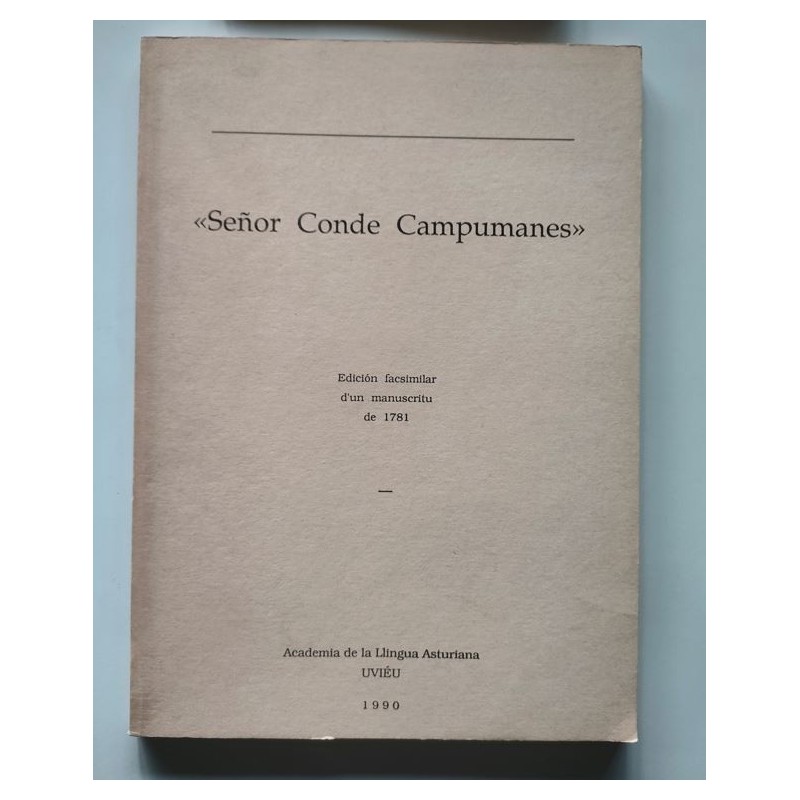 «Señor Conde Campumanes»
Edición facsimilar
d'un manuscritu
de 1781
Academia de la Llingua Asturiana
UVIÉU
1990